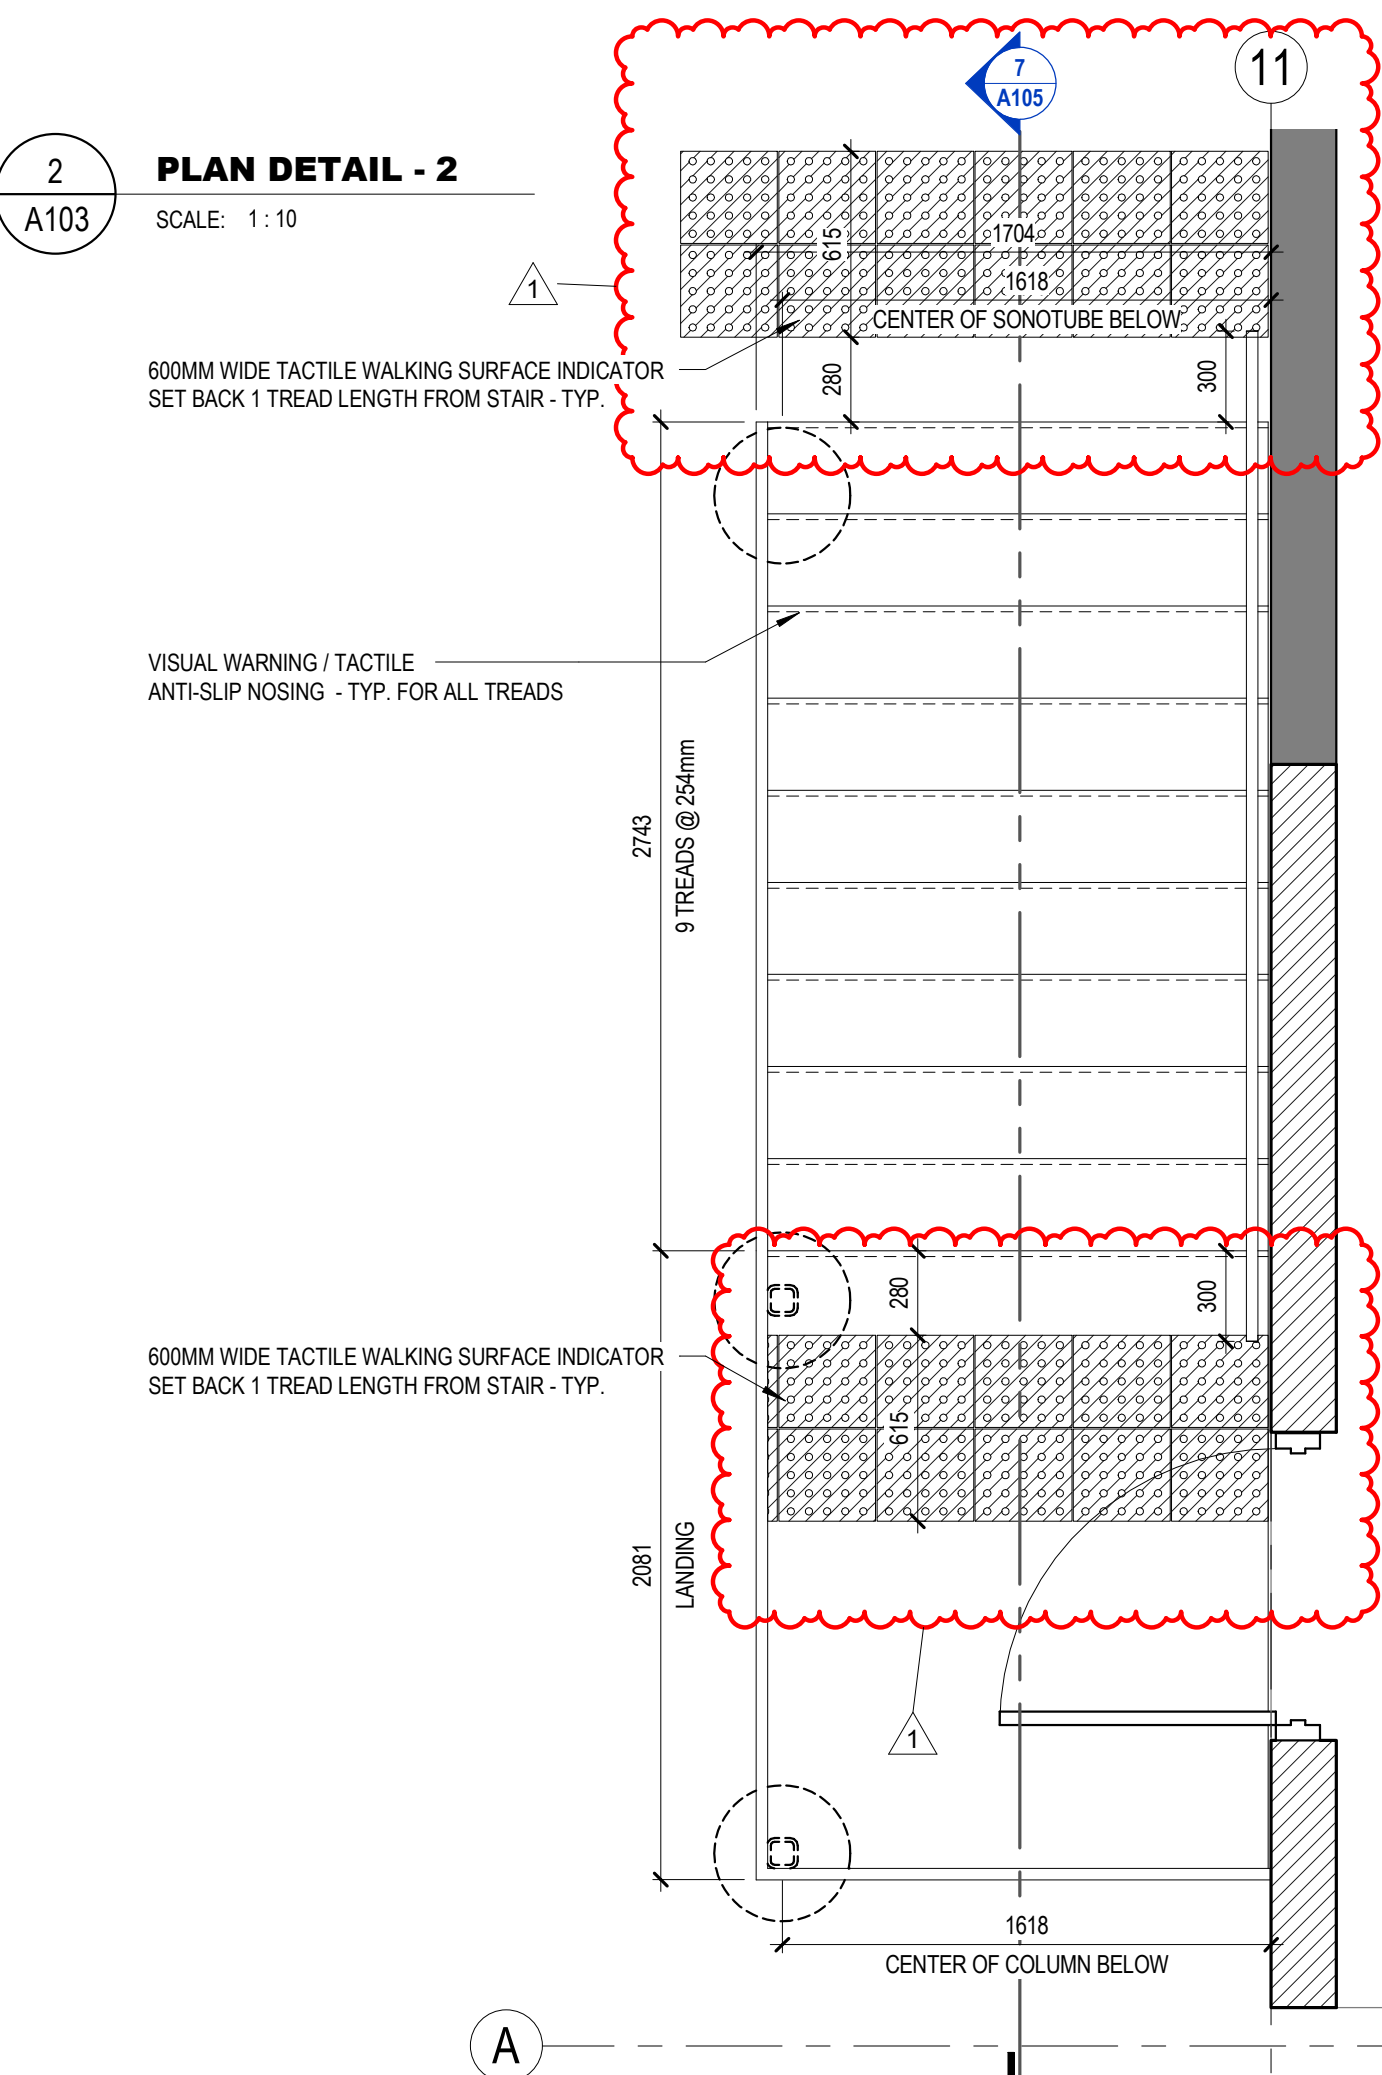 7
A105
11
2
A103
PLAN DETAIL - 2
SCALE: 1 : 10
1
615
1704
1618
CENTER OF SONOTUBE BELOW
600MM WIDE TACTILE WALKING SURFACE INDICATOR
SET BACK 1 TREAD LENGTH FROM STAIR - TYP.
280
300
VISUAL WARNING / TACTILE
ANTI-SLIP NOSING - TYP. FOR ALL TREADS
2743
9 TREADS @ 254mm
280
300
600MM WIDE TACTILE WALKING SURFACE INDICATOR
SET BACK 1 TREAD LENGTH FROM STAIR - TYP.
615
2081
LANDING
1
1618
CENTER OF COLUMN BELOW
A